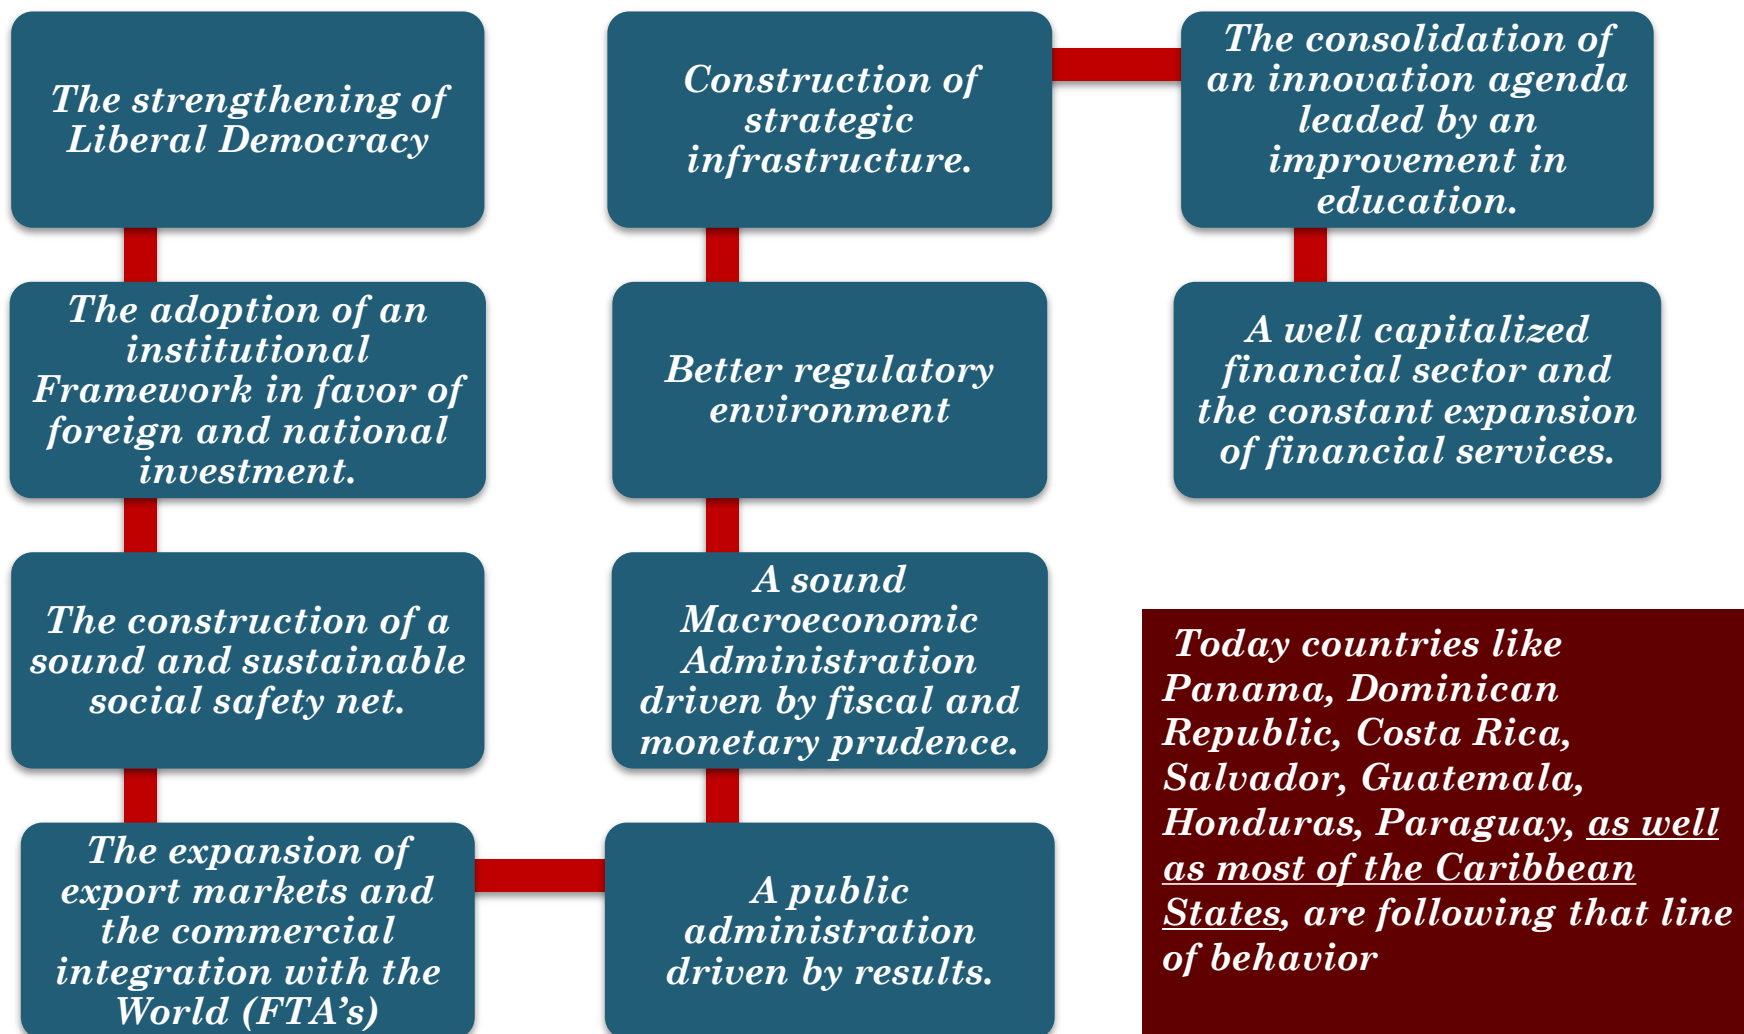 The strengthening of
Liberal Democracy
The adoption of an
institutional
Framework in favor of
foreign and national
investment.
The construction of a
sound and sustainable
social safety net.
The expansion of
export markets and
the commercial
integration with the
World (FTA’s)
A public
administration
driven by results.
A sound
Macroeconomic
Administration
driven by fiscal and
monetary prudence.
Better regulatory
environment
Construction of
strategic
infrastructure.
The consolidation of
an innovation agenda
leaded by an
improvement in
education.
A well capitalized
financial sector and
the constant expansion
of financial services.
Today countries like
Panama, Dominican
Republic, Costa Rica,
Salvador, Guatemala,
Honduras, Paraguay, as well
as most of the Caribbean
States, are following that line
of behavior